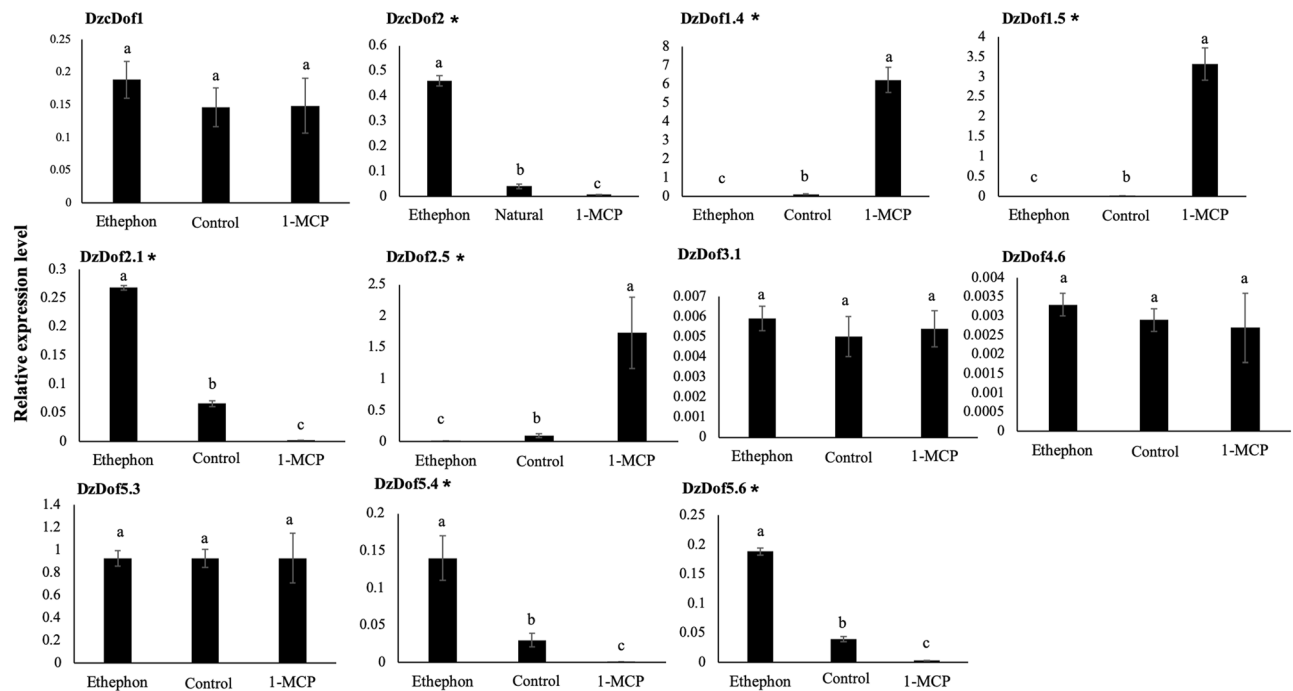 DzcDof1
DzcDof2 *
DzDof1.4 *
DzDof1.5 *
0.25
0.2
0.15
0.1
0.05
0
a
a
a
Ethephon
Control
1-MCP
0.6
0.5
0.4
0.3
0.2
0.1
0
a
b
c
Ethephon
Natural
1-MCP
8
7
6
5
4
3
2
1
0
c
b
a
Ethephon
Control
1-MCP
4
3.5
3
2.5
2
1.5
1
0.5
0
c
b
a
Ethephon
Control
1-MCP
Relative expression level
DzDof2.1 *
DzDof2.5 *
DzDof3.1
DzDof4.6
0.3
0.25
0.2
0.15
0.1
0.05
0
a
b
c
Ethephon
Control
1-MCP
2.5
2
1.5
1
0.5
0
c
b
a
Ethephon
Control
1-MCP
0.007
0.006
0.005
0.004
0.003
0.002
0.001
0
a
a
a
Ethephon
Control
1-MCP
0.004
0.0035
0.003
0.0025
0.002
0.0015
0.001
0.0005
0
a
a
a
Ethephon
Control
1-MCP
DzDof5.3
DzDof5.4 *
DzDof5.6 *
1.4
1.2
1
0.8
0.6
0.4
0.2
0
a
a
a
Ethephon
Control
1-MCP
0.2
0.15
0.1
0.05
0
a
b
c
Ethephon
Control
1-MCP
0.25
0.2
0.15
0.1
0.05
0
a
b
c
Ethephon
Control
1-MCP